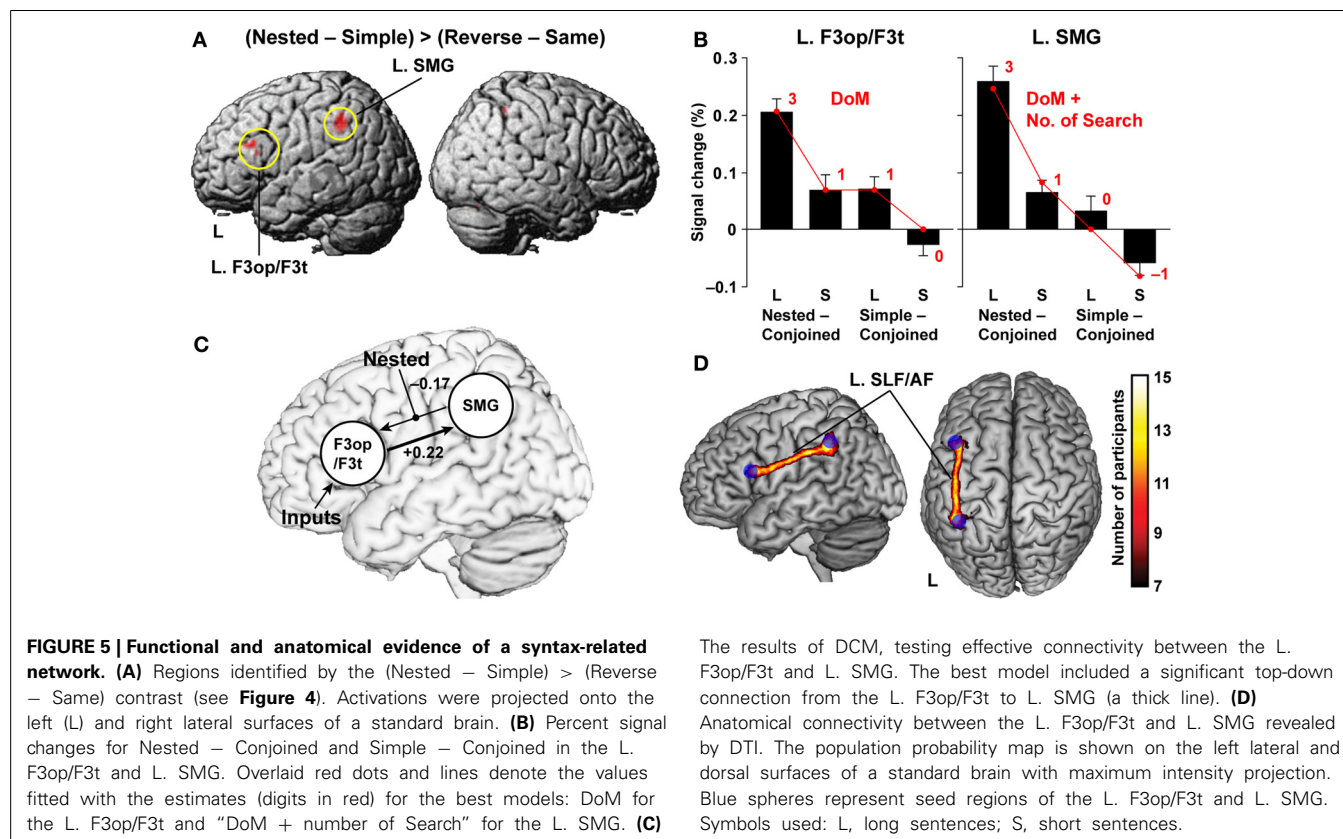 A
(Nested – Simple) > (Reverse – Same)
L. SMG
L
L. F3op/F3t
B
L. F3op/F3t
L. SMG
Signal change (%)
0.3
0.2
0.1
0
–0.1
3
DoM
1
1
0
3
DoM +
No. of Search
1
0
–1
L S L S
Nested – Simple –
Conjoined Conjoined
L S L S
Nested – Simple –
Conjoined Conjoined
C
Nested
–0.17
SMG
F3op
/F3t
+0.22
Inputs
D
L. SLF/AF
L
Number of participants
15
13
11
9
7
FIGURE 5 | Functional and anatomical evidence of a syntax-related
network. (A) Regions identified by the (Nested – Simple) > (Reverse
– Same) contrast (see Figure 4). Activations were projected onto the
left (L) and right lateral surfaces of a standard brain. (B) Percent signal
changes for Nested – Conjoined and Simple – Conjoined in the L.
F3op/F3t and L. SMG. Overlaid red dots and lines denote the values
fitted with the estimates (digits in red) for the best models: DoM for
the L. F3op/F3t and “DoM + number of Search” for the L. SMG. (C)
The results of DCM, testing effective connectivity between the L.
F3op/F3t and L. SMG. The best model included a significant top-down
connection from the L. F3op/F3t to L. SMG (a thick line). (D)
Anatomical connectivity between the L. F3op/F3t and L. SMG revealed
by DTI. The population probability map is shown on the left lateral and
dorsal surfaces of a standard brain with maximum intensity projection.
Blue spheres represent seed regions of the L. F3op/F3t and L. SMG.
Symbols used: L, long sentences; S, short sentences.